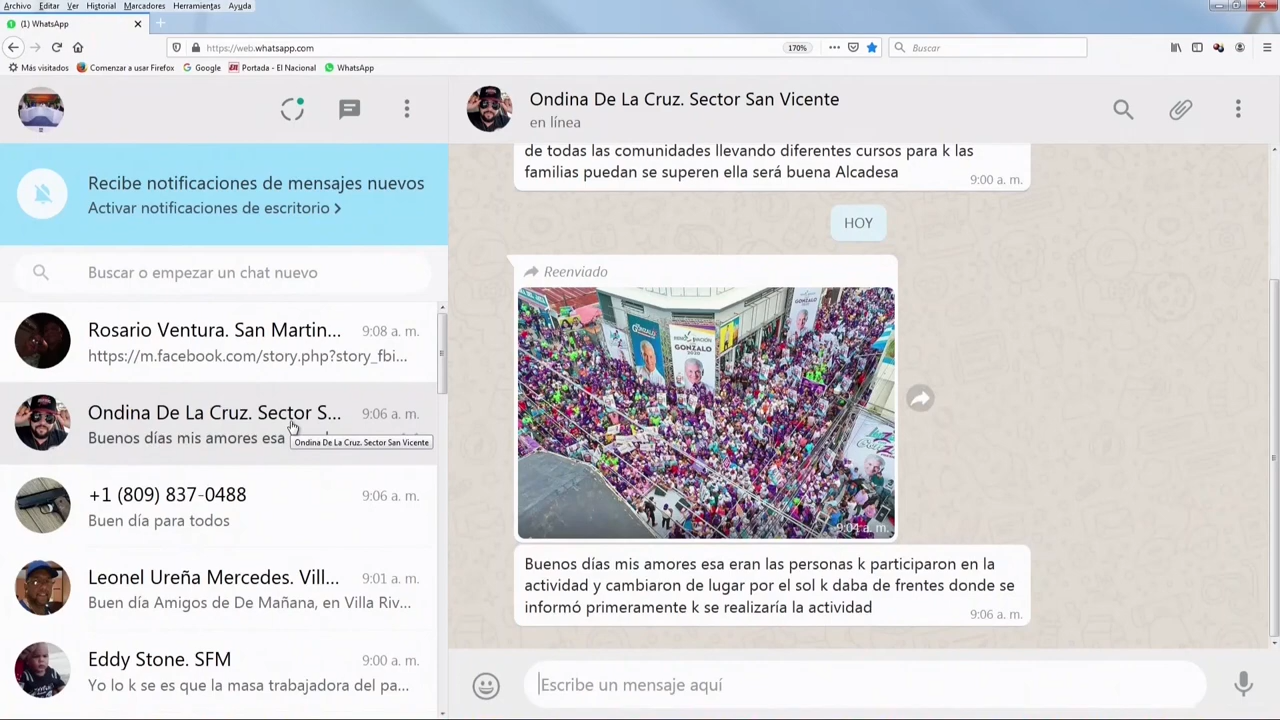 Archivo Editar Ver Historial Marcadores Herramientas Ayuda
(1) WhatsApp
https://web.whatsapp.com
170%
Buscar
Más visitados Comenzar a usar Firefox Google Portada - El Nacional WhatsApp
Recibe notificaciones de mensajes nuevos
Activar notificaciones de escritorio
Buscar o empezar un chat nuevo
Rosario Ventura. San Martin... 9:08 a. m.
https://m.facebook.com/story.php?story_fbi...
Ondina De La Cruz. Sector S... 9:06 a. m.
Buenos días mis amores esa
Ondina De La Cruz. Sector San Vicente
+1 (809) 837-0488 9:06 a. m.
Buen día para todos
Leonel Ureña Mercedes. Vill... 9:01 a. m.
Buen día Amigos de De Mañana, en Villa Riv...
Eddy Stone. SFM 9:00 a. m.
Yo lo k se es que la masa trabajadora del pa...
Ondina De La Cruz. Sector San Vicente
en línea
de todas las comunidades llevando diferentes cursos para k las
familias puedan se superen ella será buena Alcadesa
9:00 a. m.
HOY
Reenviado
GONZALO
GONZALO
2020
9:04 a. m.
Buenos días mis amores esa eran las personas k participaron en la
actividad y cambiaron de lugar por el sol k daba de frentes donde se
informó primeramente k se realizaría la actividad
9:06 a. m.
Escribe un mensaje aquí